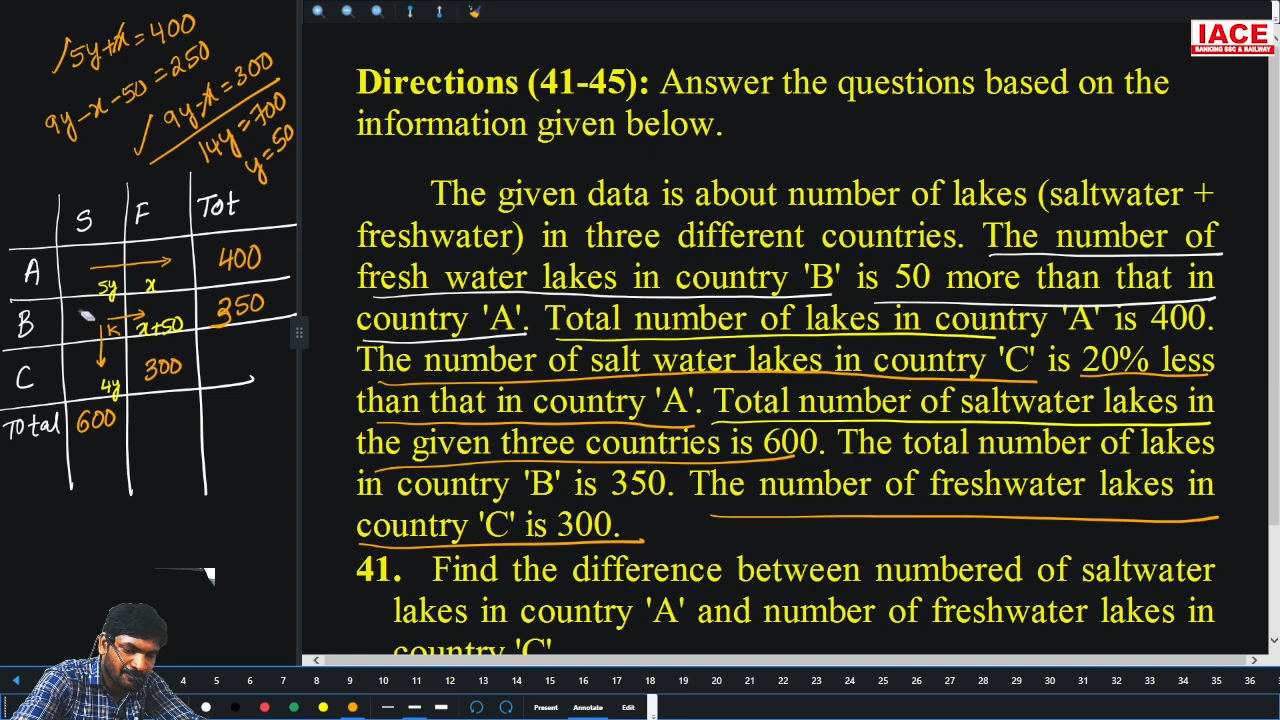 5y+x=400
9y-x-50=250
9y-x=300
14y=700
y=50
S F Tot
A 5y x 400
B x+50 350
C 4y 300
Total 600
IACE
BANKING SSC & RAILWAY
Directions (41-45): Answer the questions based on the
information given below.
The given data is about number of lakes (saltwater +
freshwater) in three different countries. The number of
fresh water lakes in country 'B' is 50 more than that in
country 'A'. Total number of lakes in country 'A' is 400.
The number of salt water lakes in country 'C' is 20% less
than that in country 'A'. Total number of saltwater lakes in
the given three countries is 600. The total number of lakes
in country 'B' is 350. The number of freshwater lakes in
country 'C' is 300.
41. Find the difference between numbered of saltwater
lakes in country 'A' and number of freshwater lakes in
country 'C'
4 5 6 7 8 9 10 11 12 13 14 15 16 17 18 19 20 21 22 23 24 25 26 27 28 29 30 31 32 33 34 35 36
Present Annotate Edit